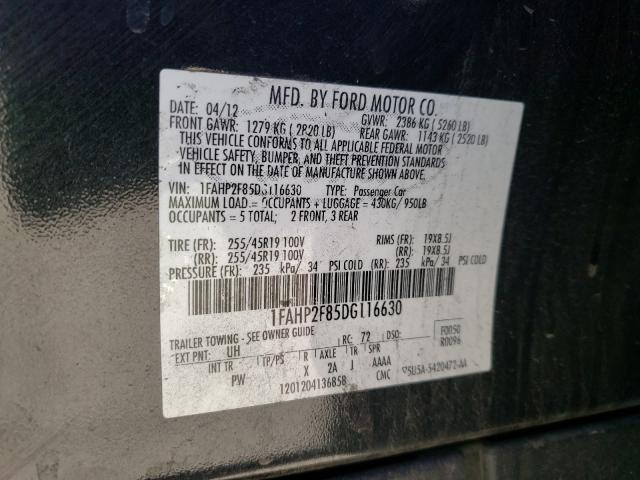 MFD. BY FORD MOTOR CO.
DATE: 04/12 GVWR: 2386 KG ( 5260 LB)
FRONT GAWR: 1279 KG ( 2820 LB) REAR GAWR: 1143 KG ( 2520 LB)
THIS VEHICLE CONFORMS TO ALL APPLICABLE FEDERAL MOTOR
VEHICLE SAFETY, BUMPER, AND THEFT PREVENTION STANDARDS
IN EFFECT ON THE DATE OF MANUFACTURE SHOWN ABOVE.
VIN: 1FAHP2F85DG116630 TYPE: Passenger Car
MAXIMUM LOAD = OCCUPANTS + LUGGAGE = 430KG/950LB
OCCUPANTS = 5 TOTAL; 2 FRONT, 3 REAR
TIRE (FR): 255/45R19 100V RIMS (FR): 19X8.5J
(RR): 255/45R19 100V (RR): 19X8.5J
PRESSURE (FR): 235 kPa/ 34 PSI COLD (RR): 235 kPa/ 34 PSI COLD
1FAHP2F85DG116630
TRAILER TOWING - SEE OWNERS GUIDE F0050
EXT PNT: UH RC: 72 DSO: R0096
INT TR TP/PS R AXLE TR SPR
PW X 2A J AAAA
1201204136858 CMC 5U5A-5420472-AA